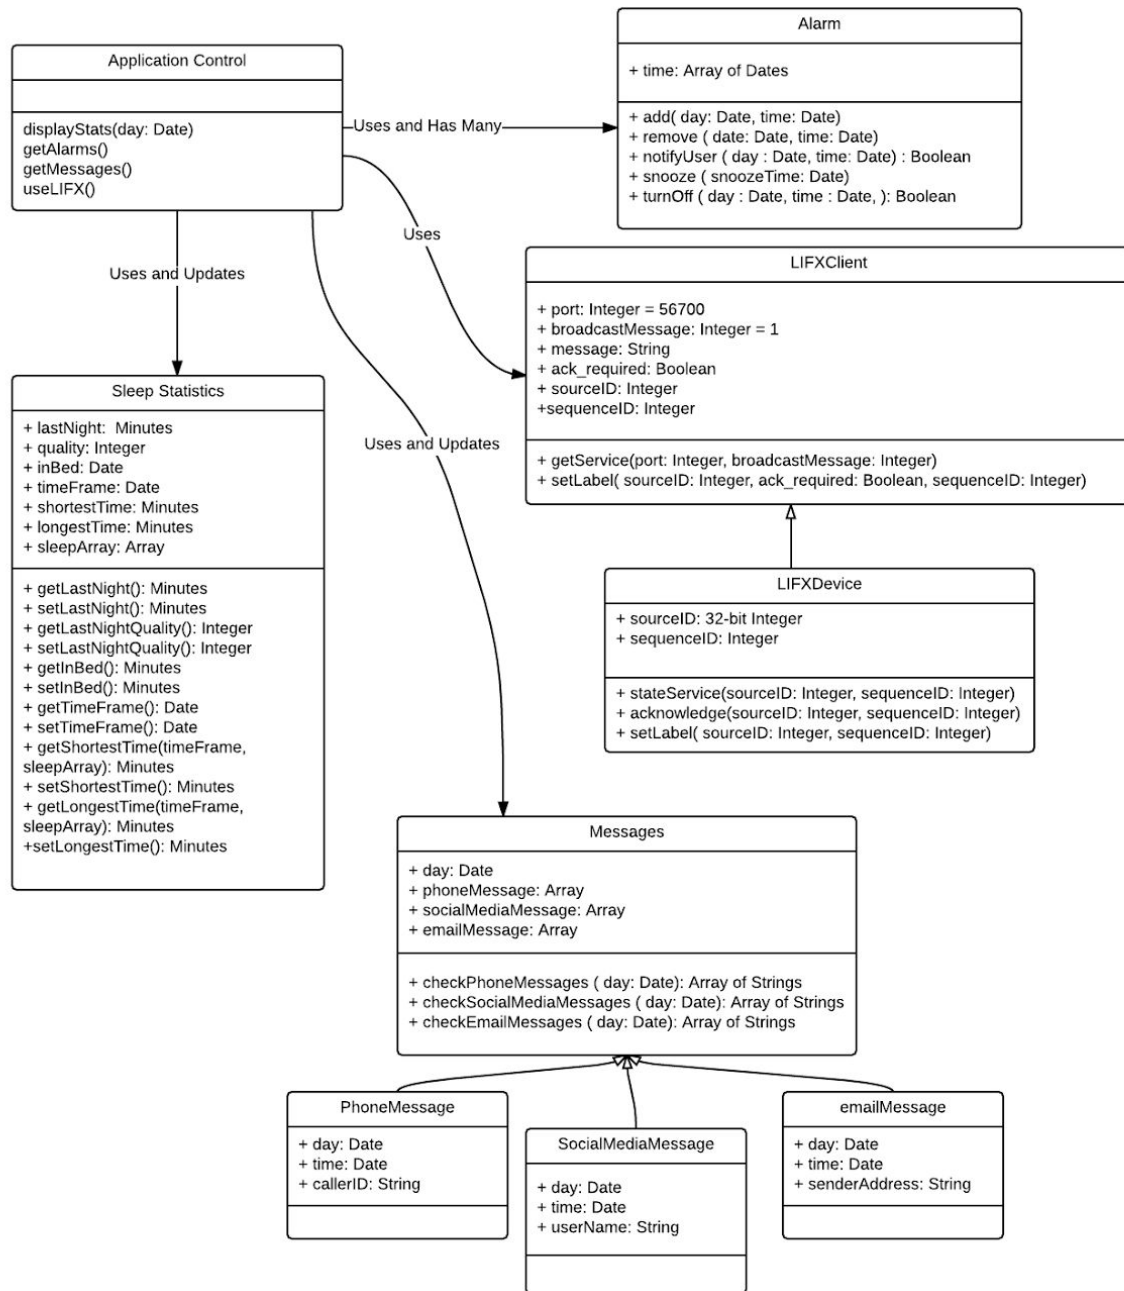 Application Control
displayStats(day: Date)
getAlarms()
getMessages()
useLIFX()
Uses and Has Many
Alarm
+ time: Array of Dates
+ add( day: Date, time: Date)
+ remove ( date: Date, time: Date)
+ notifyUser ( day : Date, time: Date) : Boolean
+ snooze ( snoozeTime: Date)
+ turnOff ( day : Date, time : Date, ): Boolean
Uses
Uses and Updates
LIFXClient
+ port: Integer = 56700
+ broadcastMessage: Integer = 1
+ message: String
+ ack_required: Boolean
+ sourceID: Integer
+sequenceID: Integer
+ getService(port: Integer, broadcastMessage: Integer)
+ setLabel( sourceID: Integer, ack_required: Boolean, sequenceID: Integer)
Sleep Statistics
+ lastNight:  Minutes
+ quality: Integer
+ inBed: Date
+ timeFrame: Date
+ shortestTime: Minutes
+ longestTime: Minutes
+ sleepArray: Array
+ getLastNight(): Minutes
+ setLastNight(): Minutes
+ getLastNightQuality(): Integer
+ setLastNightQuality(): Integer
+ getInBed(): Minutes
+ setInBed(): Minutes
+ getTimeFrame(): Date
+ setTimeFrame(): Date
+ getShortestTime(timeFrame,
sleepArray): Minutes
+ setShortestTime(): Minutes
+ getLongestTime(timeFrame,
sleepArray): Minutes
+setLongestTime(): Minutes
Uses and Updates
LIFXDevice
+ sourceID: 32-bit Integer
+ sequenceID: Integer
+ stateService(sourceID: Integer, sequenceID: Integer)
+ acknowledge(sourceID: Integer, sequenceID: Integer)
+ setLabel( sourceID: Integer, sequenceID: Integer)
Messages
+ day: Date
+ phoneMessage: Array
+ socialMediaMessage: Array
+ emailMessage: Array
+ checkPhoneMessages ( day: Date): Array of Strings
+ checkSocialMediaMessages ( day: Date): Array of Strings
+ checkEmailMessages ( day: Date): Array of Strings
PhoneMessage
+ day: Date
+ time: Date
+ callerID: String
SocialMediaMessage
+ day: Date
+ time: Date
+ userName: String
emailMessage
+ day: Date
+ time: Date
+ senderAddress: String